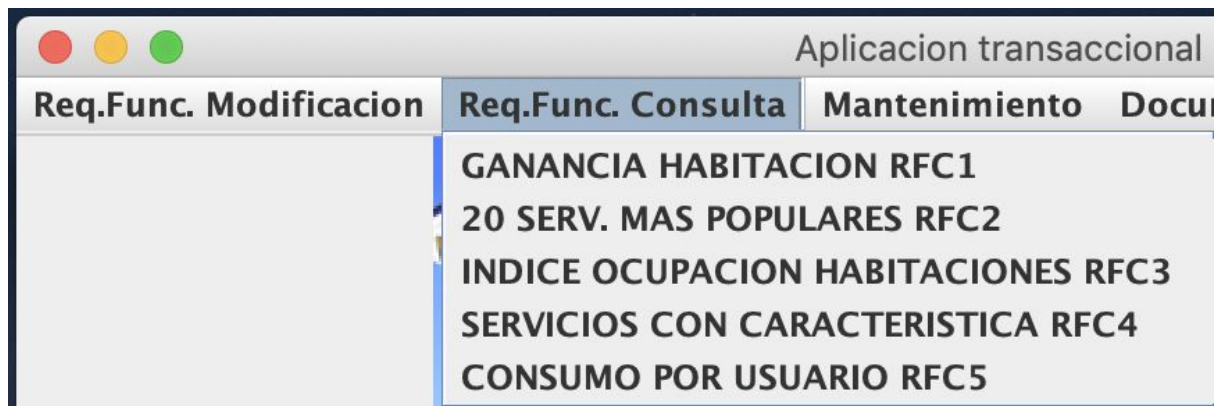 Aplicacion transaccional
Req.Func. Modificacion Req.Func. Consulta Mantenimiento
GANANCIA HABITACION RFC1
20 SERV. MAS POPULARES RFC2
INDICE OCUPACION HABITACIONES RFC3
SERVICIOS CON CARACTERISTICA RFC4
CONSUMO POR USUARIO RFC5